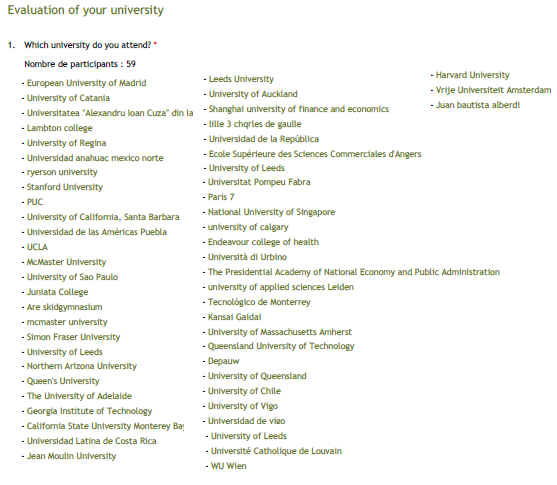 Evaluation of your university
1. Which university do you attend? *
Nombre de participants : 59
- European University of Madrid
- University of Catania
- Universitatea "Alexandru Ioan Cuza" din Ia
- Lambton college
- University of Regina
- Universidad anahuac mexico norte
- ryerson university
- Stanford University
- PUC
- University of California, Santa Barbara
- Universidad de las Américas Puebla
- UCLA
- McMaster University
- University of Sao Paulo
- Juniata College
- Are skidgymnasium
- mcmaster university
- Simon Fraser University
- University of Leeds
- Northern Arizona University
- Queen's University
- The University of Adelaide
- Georgia Institute of Technology
- California State University Monterey Bay
- Universidad Latina de Costa Rica
- Jean Moulin University
- Leeds University
- University of Auckland
- Shanghai university of finance and economics
- lille 3 chqrles de gaulle
- Universidad de la República
- Ecole Supérieure des Sciences Commerciales d'Angers
- University of Leeds
- Universitat Pompeu Fabra
- Paris 7
- National University of Singapore
- university of calgary
- Endeavour college of health
- Università di Urbino
- The Presidential Academy of National Economy and Public Administration
- university of applied sciences Leiden
- Tecnológico de Monterrey
- Kansai Gaidai
- University of Massachusetts Amherst
- Queensland University of Technology
- Depauw
- University of Queensland
- University of Chile
- University of Vigo
- Universidad de vigo
- University of Leeds
- Université Catholique de Louvain
- WU Wien
- Harvard University
- Vrije Universiteit Amsterdam
- Juan bautista alberdi